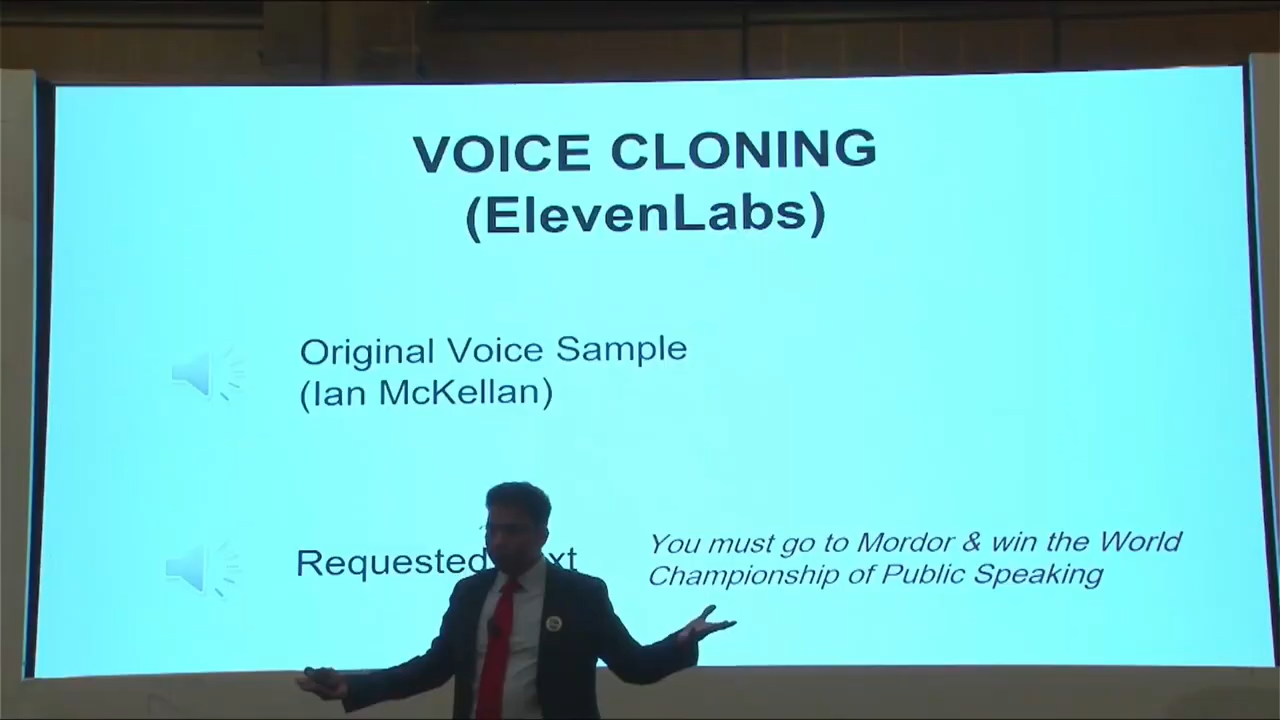 VOICE CLONING
(ElevenLabs)
Original Voice Sample
(Ian McKellan)
Requested
You must go to Mordor & win the World
Championship of Public Speaking